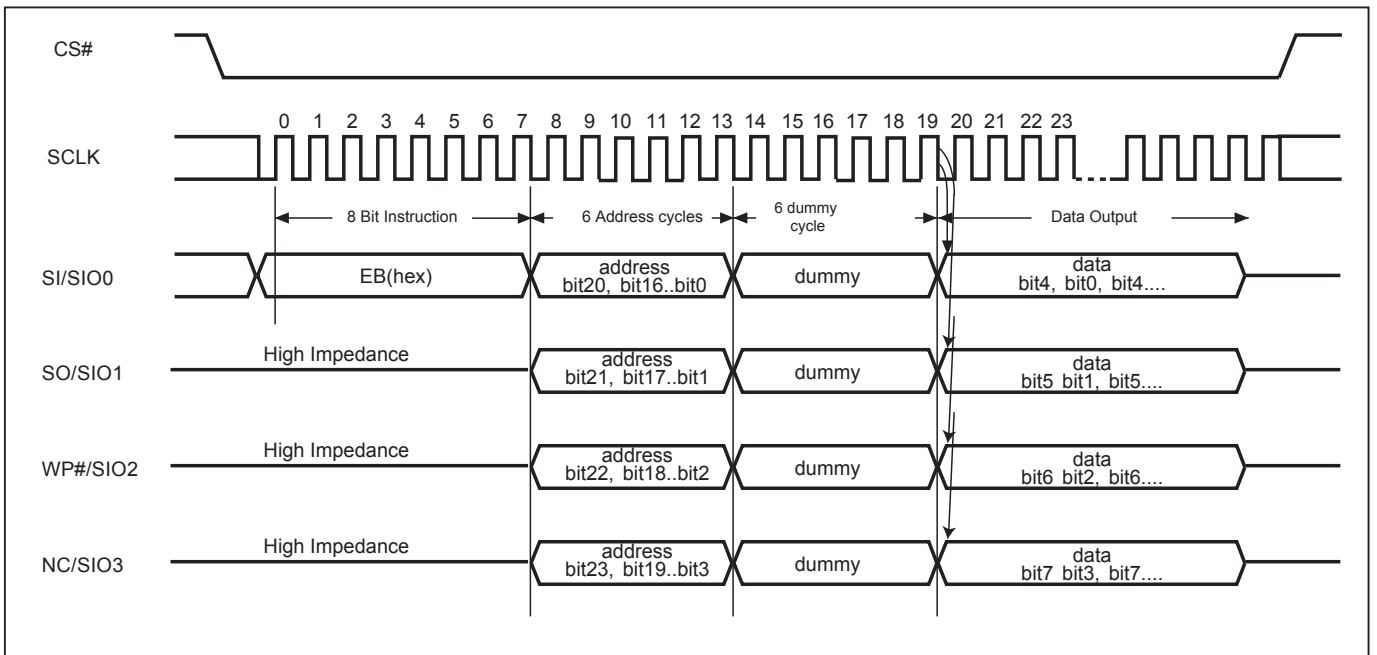 CS#
0 1 2 3 4 5 6 7 8 9 10 11 12 13 14 15 16 17 18 19 20 21 22 23
SCLK
8 Bit Instruction
6 Address cycles
6 dummy
cycle
Data Output
SI/SIO0
EB(hex)
address
bit20, bit16..bit0
dummy
data
bit4, bit0, bit4....
SO/SIO1
High Impedance
address
bit21, bit17..bit1
dummy
data
bit5 bit1, bit5....
WP#/SIO2
High Impedance
address
bit22, bit18..bit2
dummy
data
bit6 bit2, bit6....
NC/SIO3
High Impedance
address
bit23, bit19..bit3
dummy
data
bit7 bit3, bit7....